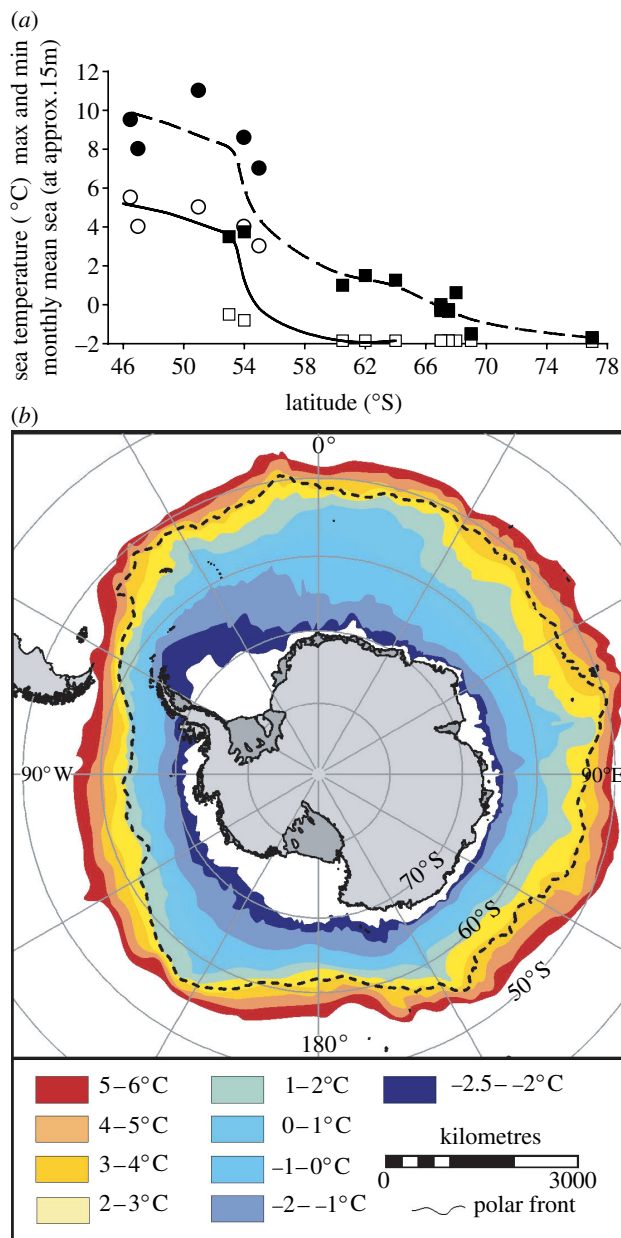 (a)
sea temperature (°C) max and min
monthly mean sea (at approx.15m)
12
10
8
6
4
2
0
−2
46 50 54 58 62 66 70 74 78
latitude (°S)
(b)
0°
90°W
90°E
70°S
60°S
50°S
180°
5–6°C
1–2°C
−2.5–−2°C
4–5°C
0–1°C
kilometres
3–4°C
−1–0°C
0 3000
2–3°C
−2–−1°C
polar front